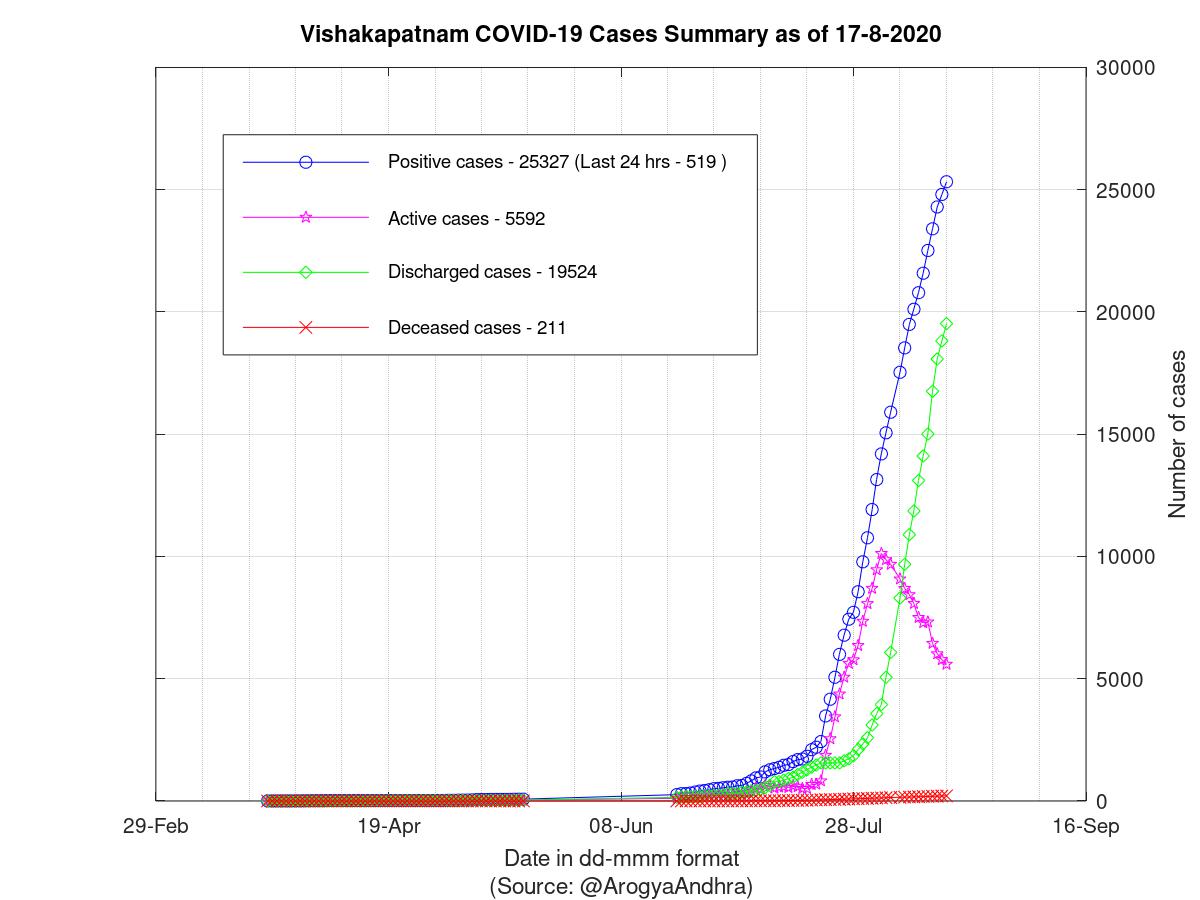 Vishakapatnam COVID-19 Cases Summary as of 17-8-2020
30000
Positive cases - 25327 (Last 24 hrs - 519 )
25000
Active cases - 5592
Discharged cases - 19524
20000
Deceased cases - 211
15000
Number of cases
10000
5000
0
29-Feb 19-Apr 08-Jun 28-Jul 16-Sep
Date in dd-mmm format
(Source: @ArogyaAndhra)